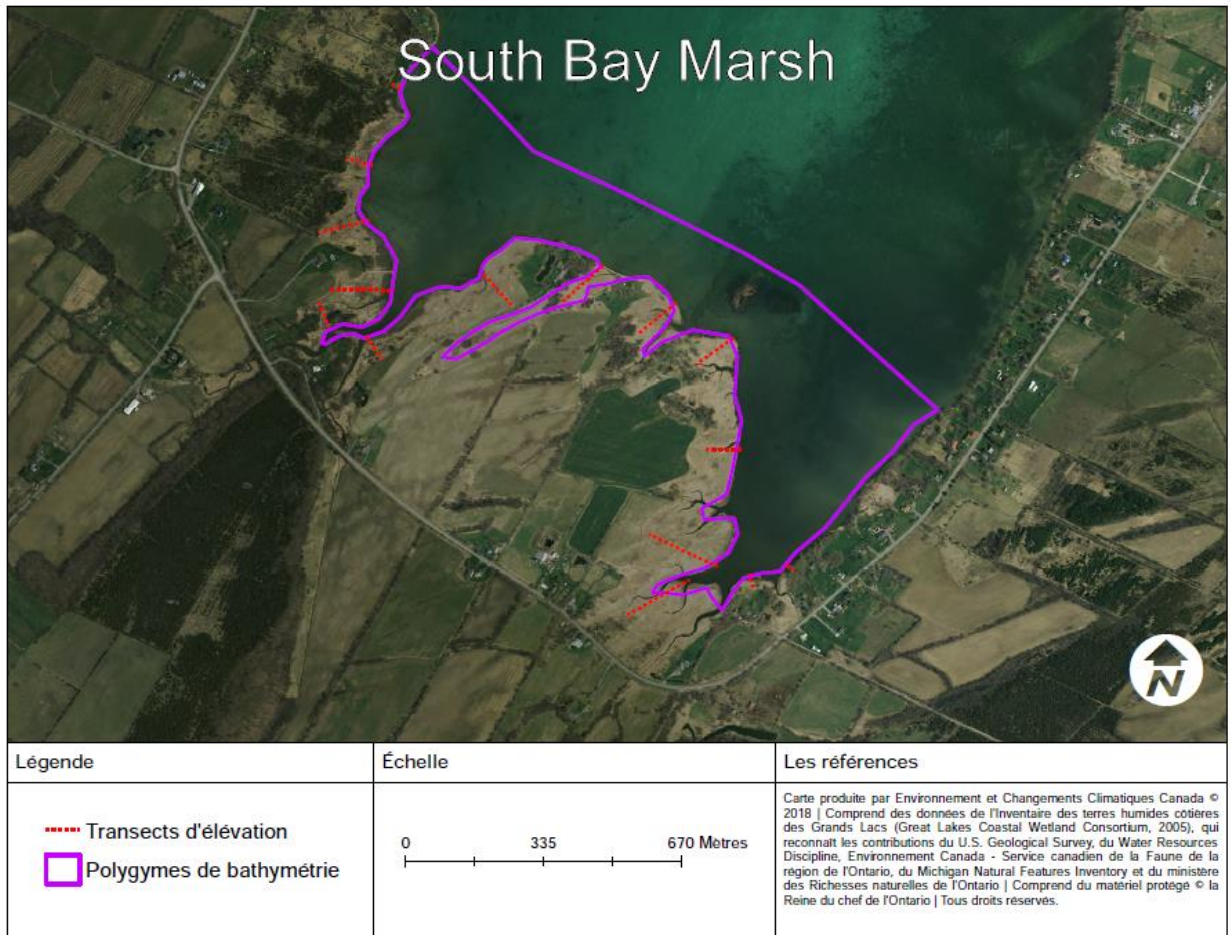 South Bay Marsh
N
Légende
Échelle
Les références
Transects d'élévation
Polygymes de bathymétrie
0 335 670 Mètres
Carte produite par Environnement et Changements Climatiques Canada ©
2018 | Comprend des données de l'Inventaire des terres humides côtières
des Grands Lacs (Great Lakes Coastal Wetland Consortium, 2005), qui
reconnaît les contributions du U.S. Geological Survey, du Water Resources
Discipline, Environnement Canada - Service canadien de la Faune de la
région de l'Ontario, du Michigan Natural Features Inventory et du ministère
des Richesses naturelles de l'Ontario | Comprend du matériel protégé © la
Reine du chef de l'Ontario | Tous droits réservés.